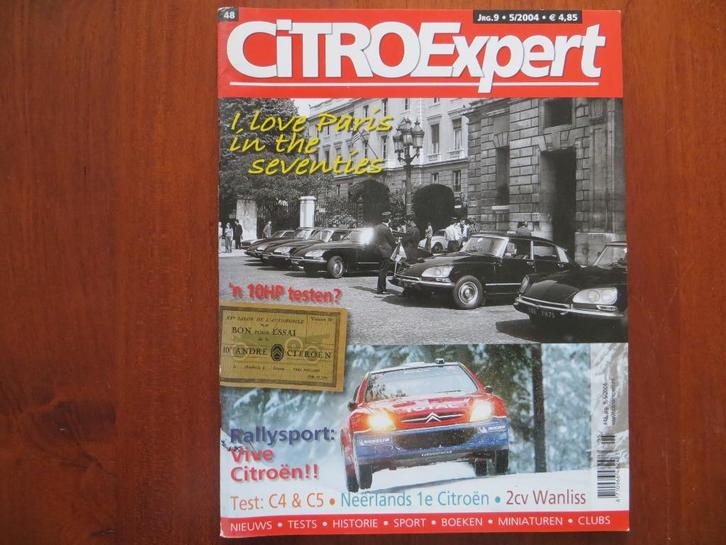 48
JRG.9 • 5/2004 • € 4,85
CiTROExpert
I love Paris
in the
seventies
'n 10HP testen?
BON POUR ESSAI
ANDRÉ CITROËN
TOTAL
Rallysport:
Vive
Citroën!!
Test: C4 & C5 • Neerlands 1e Citroën • 2cv Wanliss
NIEUWS • TESTS • HISTORIE • SPORT • BOEKEN • MINIATUREN • CLUBS